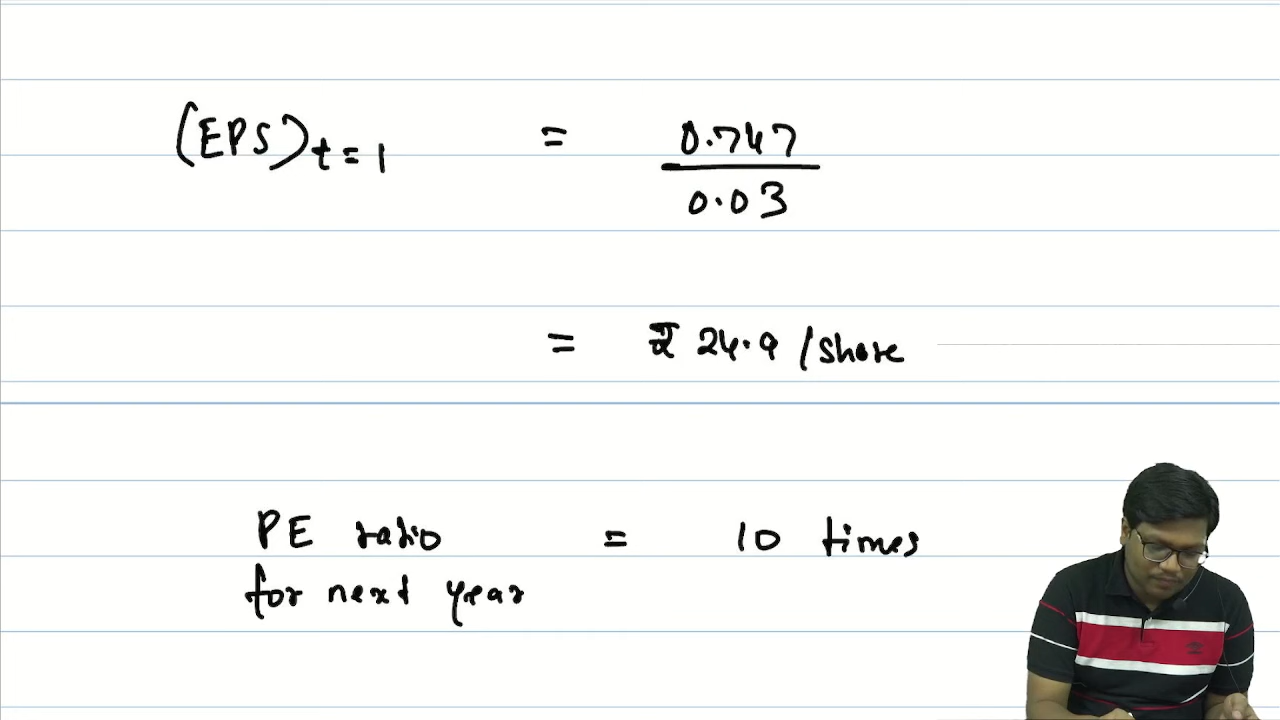 (EPS)t=1 = 0.747
0.03
= ₹ 24.9 /share
PE ratio = 10 times
for next year